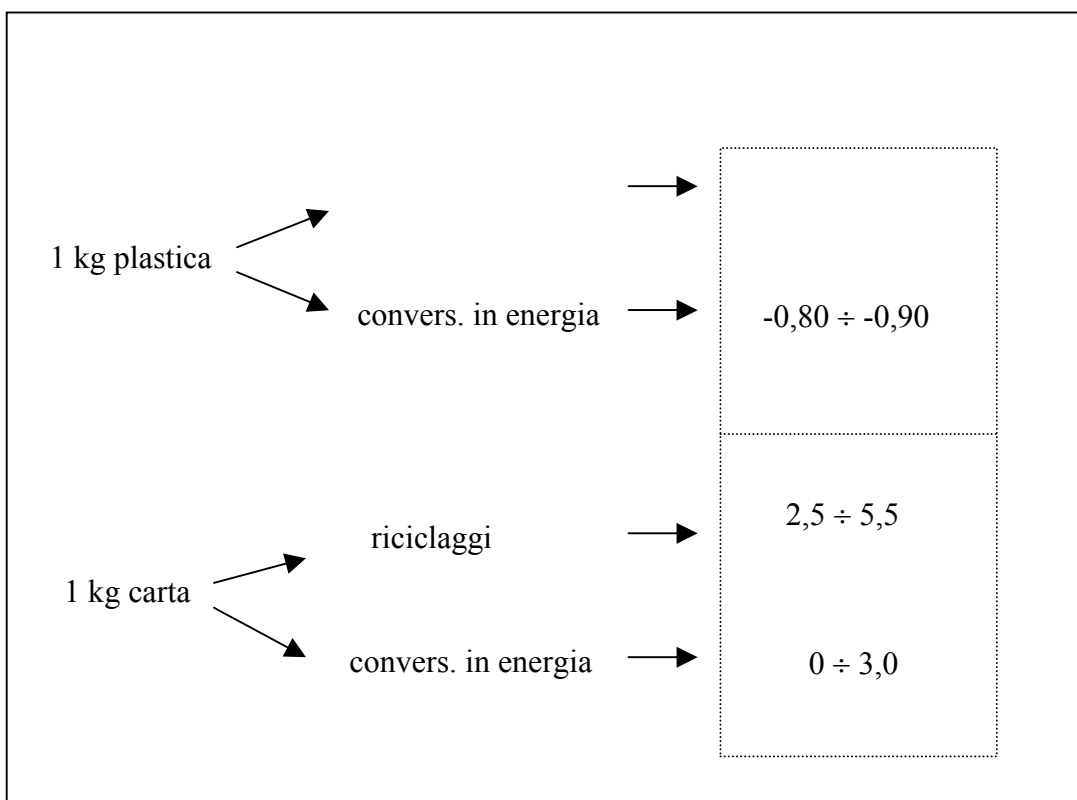 1 kg plastica
convers. in energia
-0,80 ÷ -0,90
riciclaggi
2,5 ÷ 5,5
1 kg carta
convers. in energia
0 ÷ 3,0